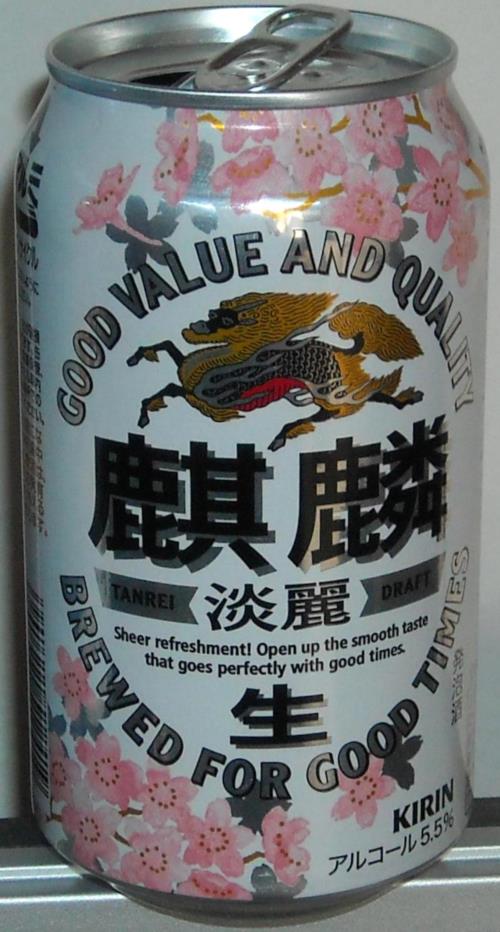 GOOD VALUE AND QUALITY
麒麟
TANREI 淡麗 DRAFT
Sheer refreshment! Open up the smooth taste
that goes perfectly with good times.
生
BREWED FOR GOOD TIMES
KIRIN
アルコール 5.5%